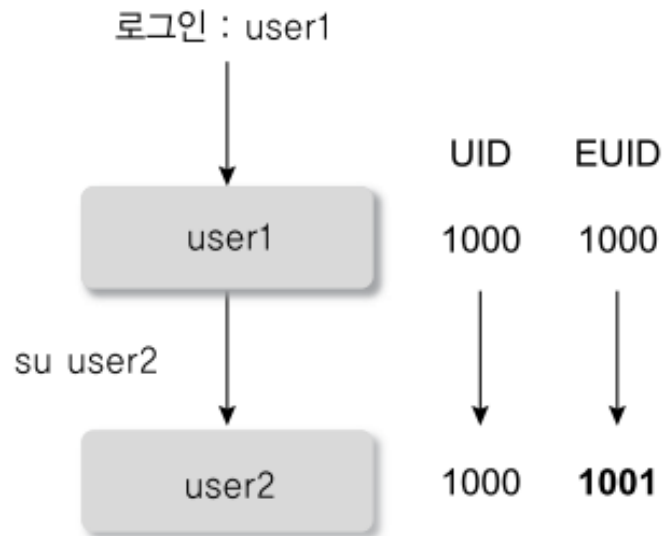 로그인 : user1
UID EUID
user1 1000 1000
su user2
user2 1000 1001